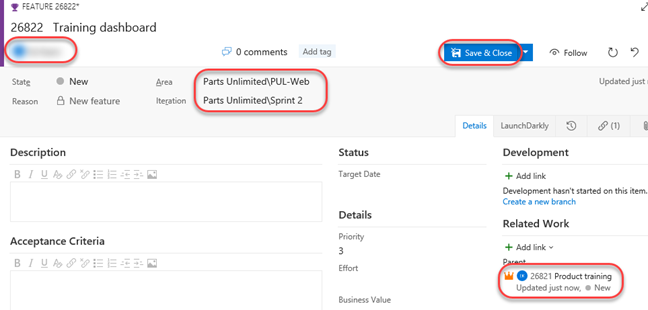 FEATURE 26822*
26822 Training dashboard
0 comments Add tag Save & Close Follow
State New Area Parts Unlimited\PUL-Web Updated just
Reason New feature Iteration Parts Unlimited\Sprint 2
Details LaunchDarkly (1)
Description Status Development
Target Date Add link
B I U Development hasn't started on this item.
Create a new branch
Details Related Work
Priority Add link
Acceptance Criteria 3 Parent
B I U Effort 26821 Product training
Updated just now, New
Business Value